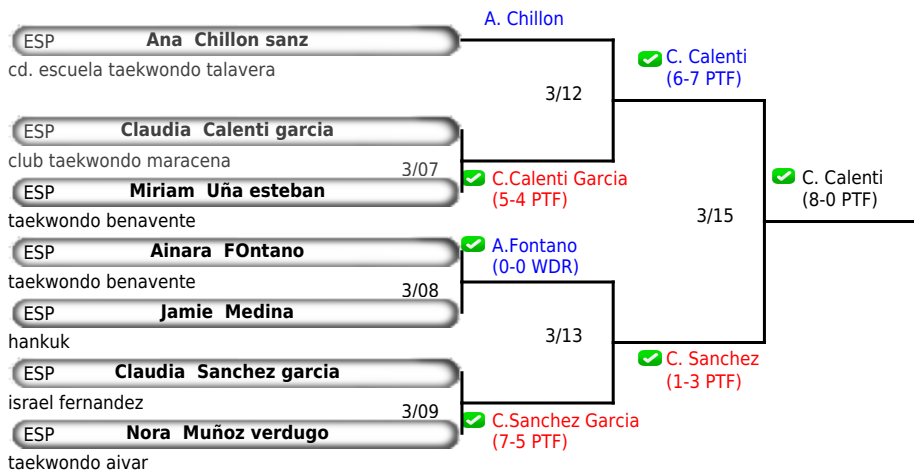 A. Chillon
ESP Ana Chillon sanz
cd. escuela taekwondo talavera
C. Calenti
(6-7 PTF)
3/12
ESP Claudia Calenti garcia
club taekwondo maracena
3/07
C.Calenti Garcia
(5-4 PTF)
ESP Miriam Uña esteban
taekwondo benavente
C. Calenti
(8-0 PTF)
3/15
ESP Ainara FOntano
taekwondo benavente
A.Fontano
(0-0 WDR)
3/08
ESP Jamie Medina
hankuk
3/13
C. Sanchez
(1-3 PTF)
ESP Claudia Sanchez garcia
israel fernandez
3/09
C.Sanchez Garcia
(7-5 PTF)
ESP Nora Muñoz verdugo
taekwondo aivar